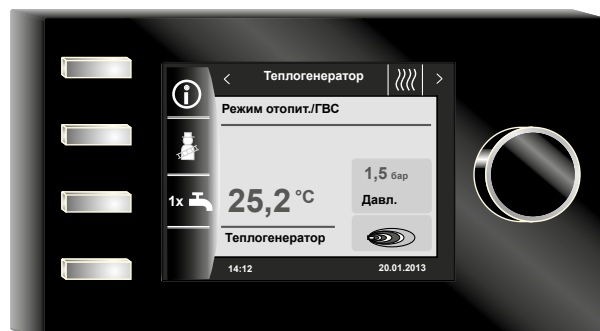 Теплогенератор
Режим отопит./ГВС
1x
25,2 °C
1,5 бар
Давл.
Теплогенератор
14:12
20.01.2013